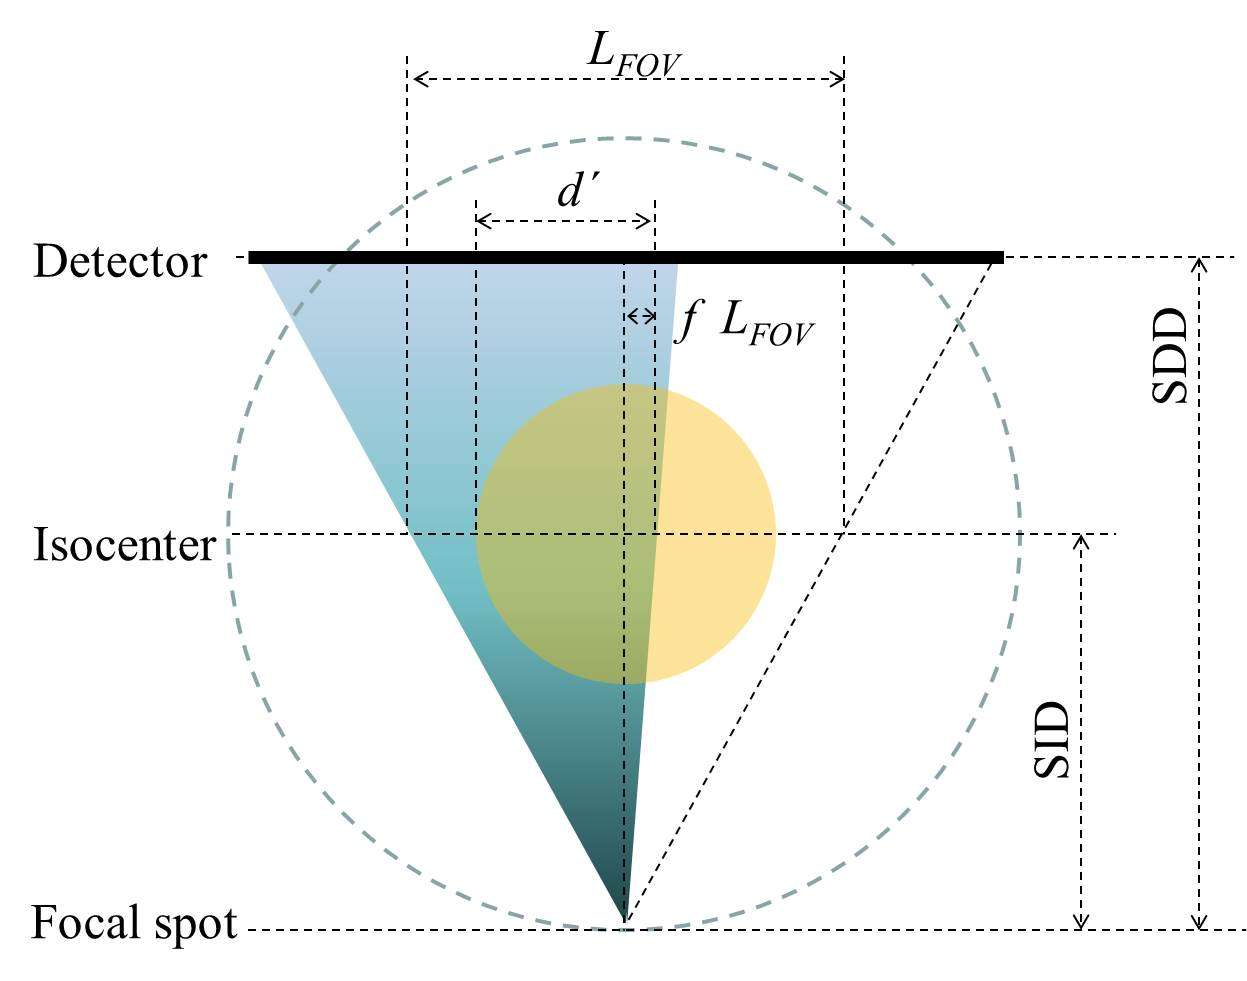 L_FOV
d′
Detector
f L_FOV
SDD
Isocenter
SID
Focal spot